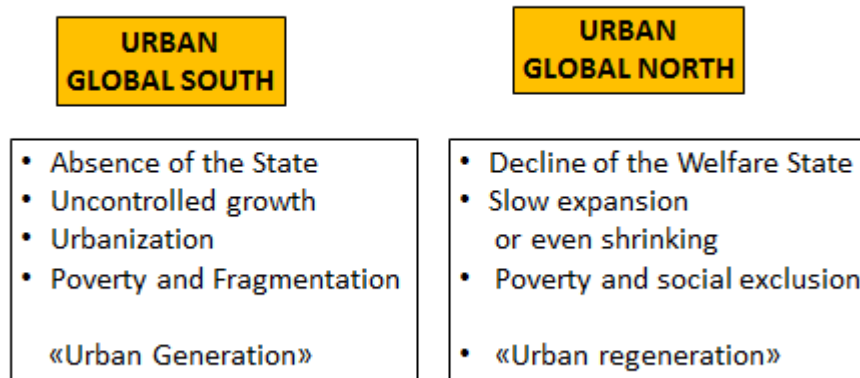 URBAN
GLOBAL SOUTH
• Absence of the State
• Uncontrolled growth
• Urbanization
• Poverty and Fragmentation
«Urban Generation»
URBAN
GLOBAL NORTH
• Decline of the Welfare State
• Slow expansion
or even shrinking
• Poverty and social exclusion
• «Urban regeneration»